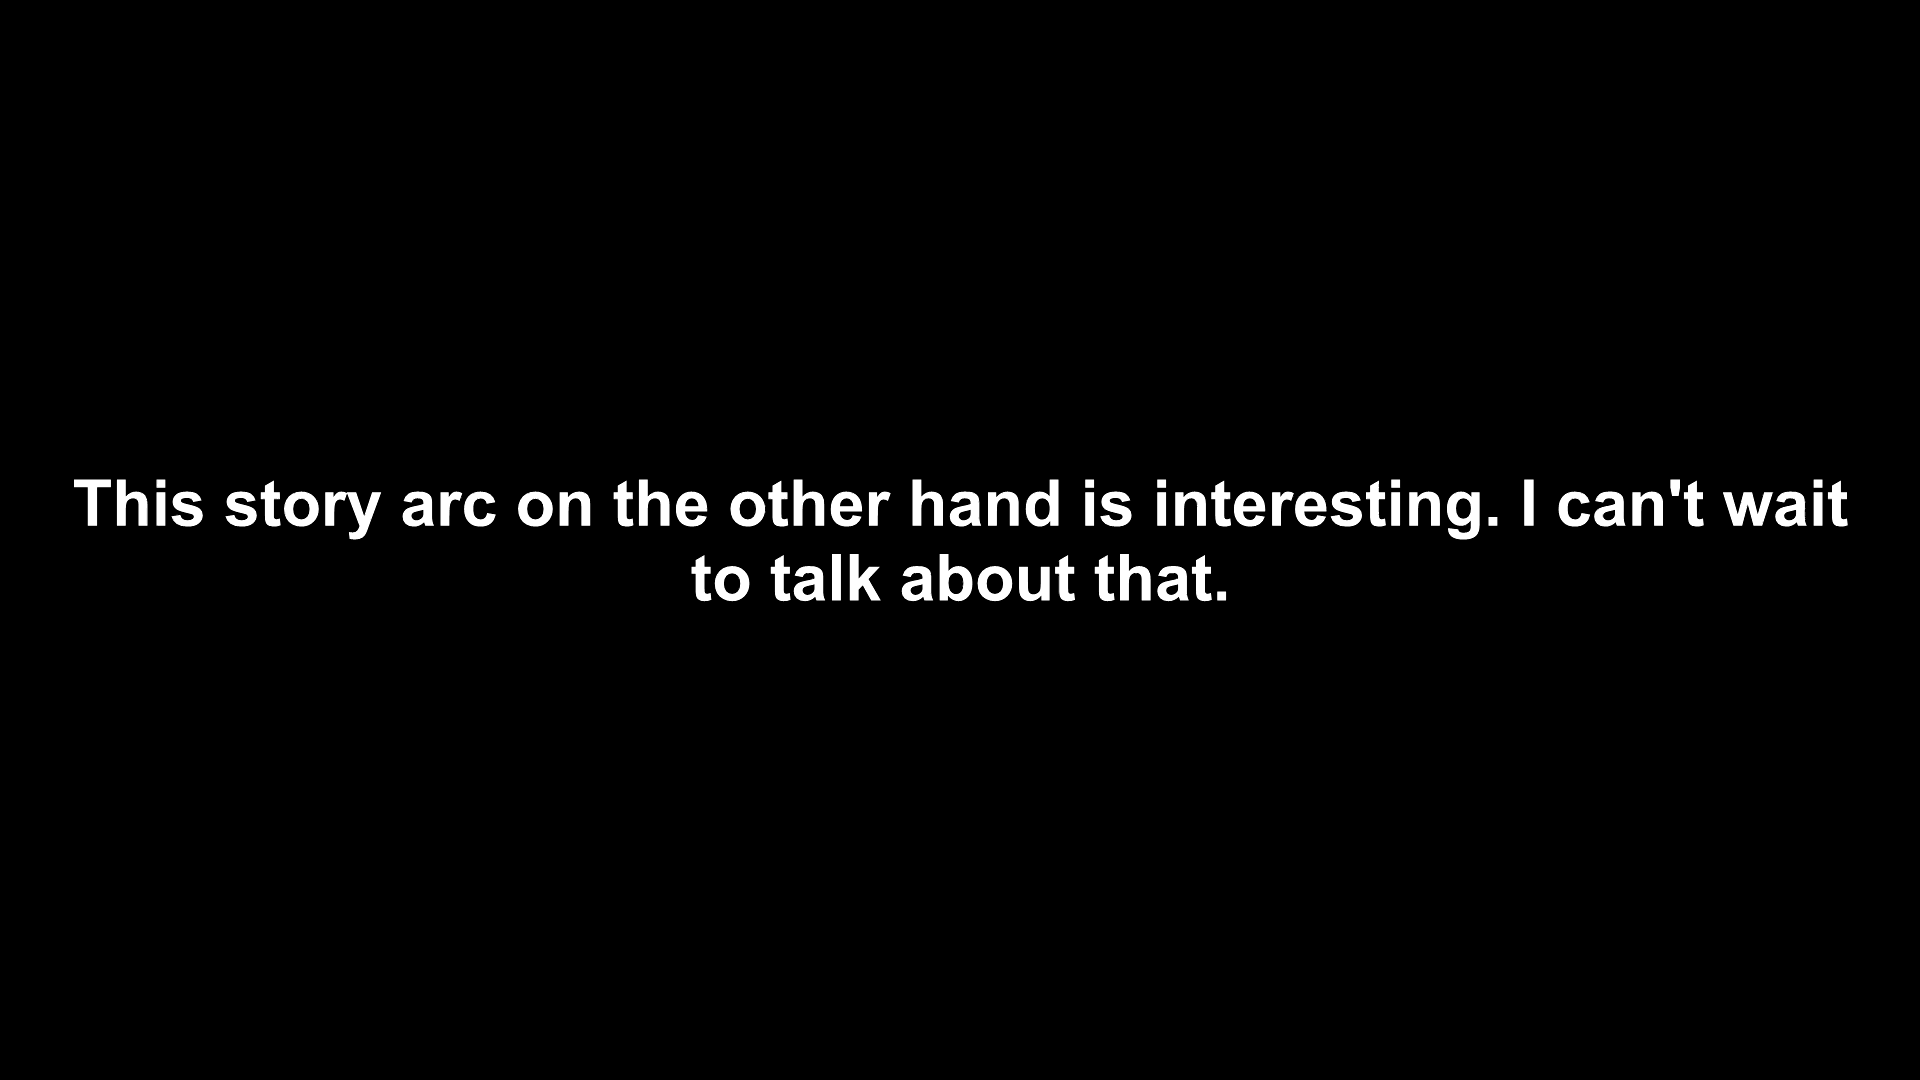 This story arc on the other hand is interesting. I can't wait
to talk about that.